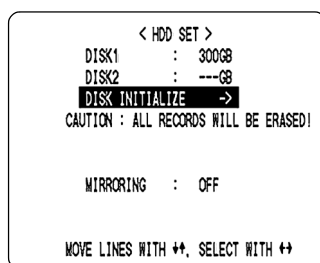 < HDD SET >
DISK1 : 300GB
DISK2 : ---GB
DISK INITIALIZE ->
CAUTION : ALL RECORDS WILL BE ERASED!
MIRRORING : OFF
MOVE LINES WITH ↓↑, SELECT WITH ←→